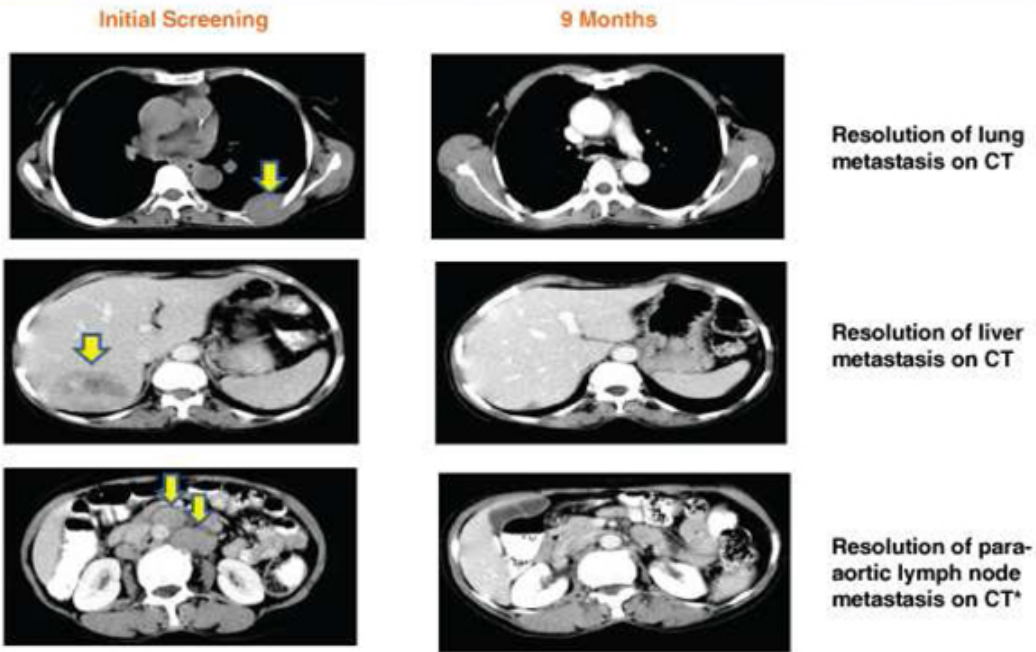 Initial Screening
9 Months
Resolution of lung
metastasis on CT
Resolution of liver
metastasis on CT
Resolution of para-
aortic lymph node
metastasis on CT*